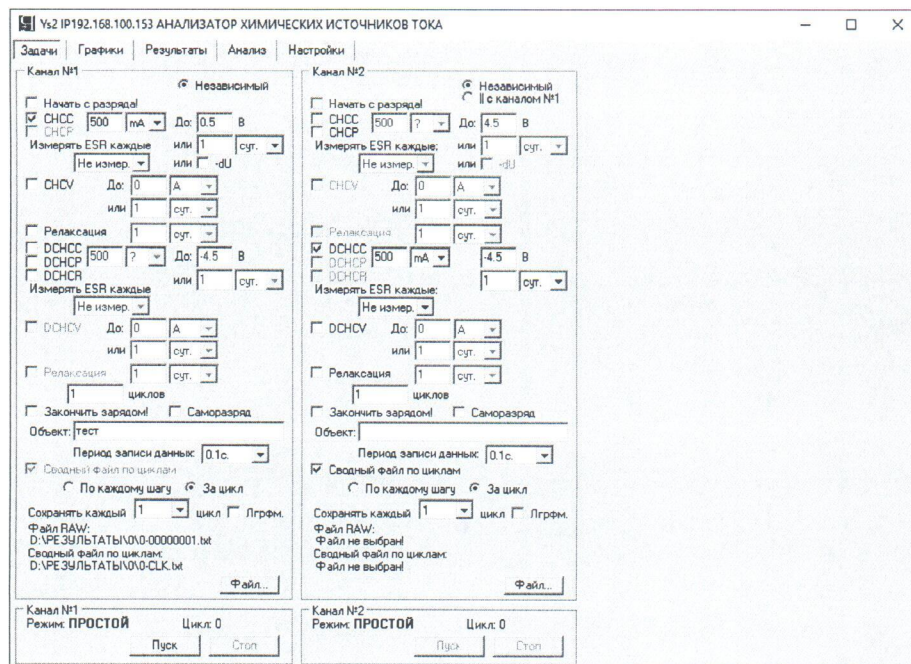 Ys2 IP192.168.100.153 АНАЛИЗАТОР ХИМИЧЕСКИХ ИСТОЧНИКОВ ТОКА
Задачи Графики Результаты Анализ Настройки
Канал №1
Независимый
Начать с разряда!
CHCC 500 mA До: 0.5 В
CHCP
Измерять ESR каждые или 1 сут.
Не измер. или -dU
CHCV До: 0 A
или 1 сут.
Релаксация 1 сут.
DCHCC 500 ? До: -4.5 В
DCHCP
DCHCR или 1 сут.
Измерять ESR каждые
Не измер.
DCHCV До: 0 A
или 1 сут.
Релаксация 1 сут.
1 циклов
Закончить зарядом! Саморазряд
Объект: тест
Период записи данных: 0.1с.
Сводный файл по циклам
По каждому шагу За цикл
Сохранять каждый 1 цикл Лгрфм.
Файл RAW:
D:\РЕЗУЛЬТАТЫ\0\0-00000001.txt
Сводный файл по циклам:
D:\РЕЗУЛЬТАТЫ\0\0-CLK.txt
Файл...
Канал №1
Режим: ПРОСТОЙ Цикл: 0
Пуск Стоп
Канал №2
Независимый
II с каналом №1
Начать с разряда!
CHCC 500 ? До: 4.5 В
CHCP
Измерять ESR каждые: или 1 сут.
Не измер. или -dU
CHCV До: 0 A
или 1 сут.
Релаксация 1 сут.
DCHCC 500 mA -4.5 В
DCHCP
DCHCR 1 сут.
Измерять ESR каждые:
Не измер.
DCHCV До: 0 A
или 1 сут.
Релаксация 1 сут.
Объект:
Период записи данных: 0.1с.
Сводный файл по циклам
По каждому шагу За цикл
Сохранять каждый 1 цикл Лгрфм.
Файл RAW:
Файл не выбран!
Сводный файл по циклам:
Файл не выбран!
Файл...
Канал №2
Режим: ПРОСТОЙ Цикл: 0
Пуск Стоп